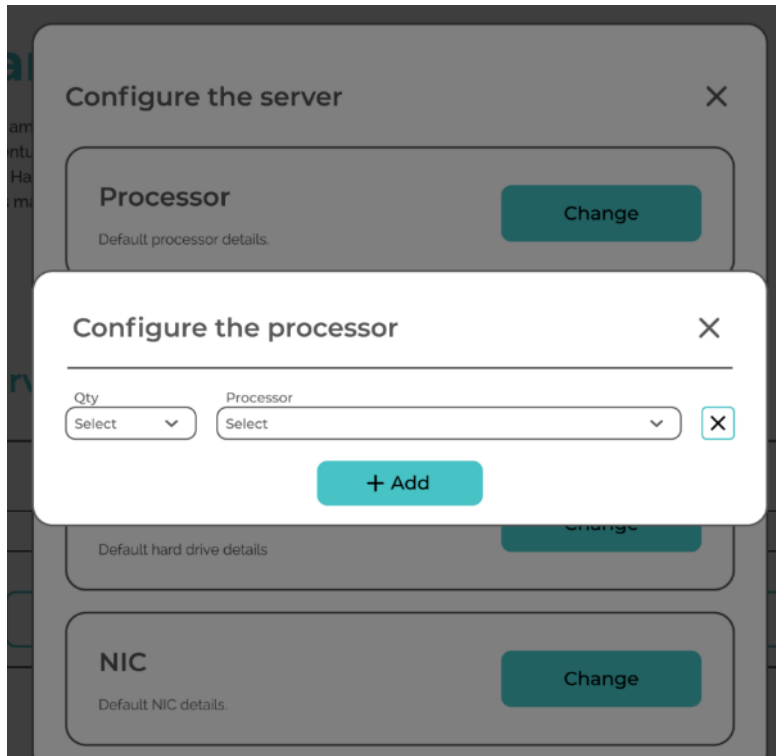 Configure the server
Processor
Change
Default processor details.
Configure the processor
Qty
Processor
Select
Select
+ Add
Change
Default hard drive details
NIC
Change
Default NIC details.